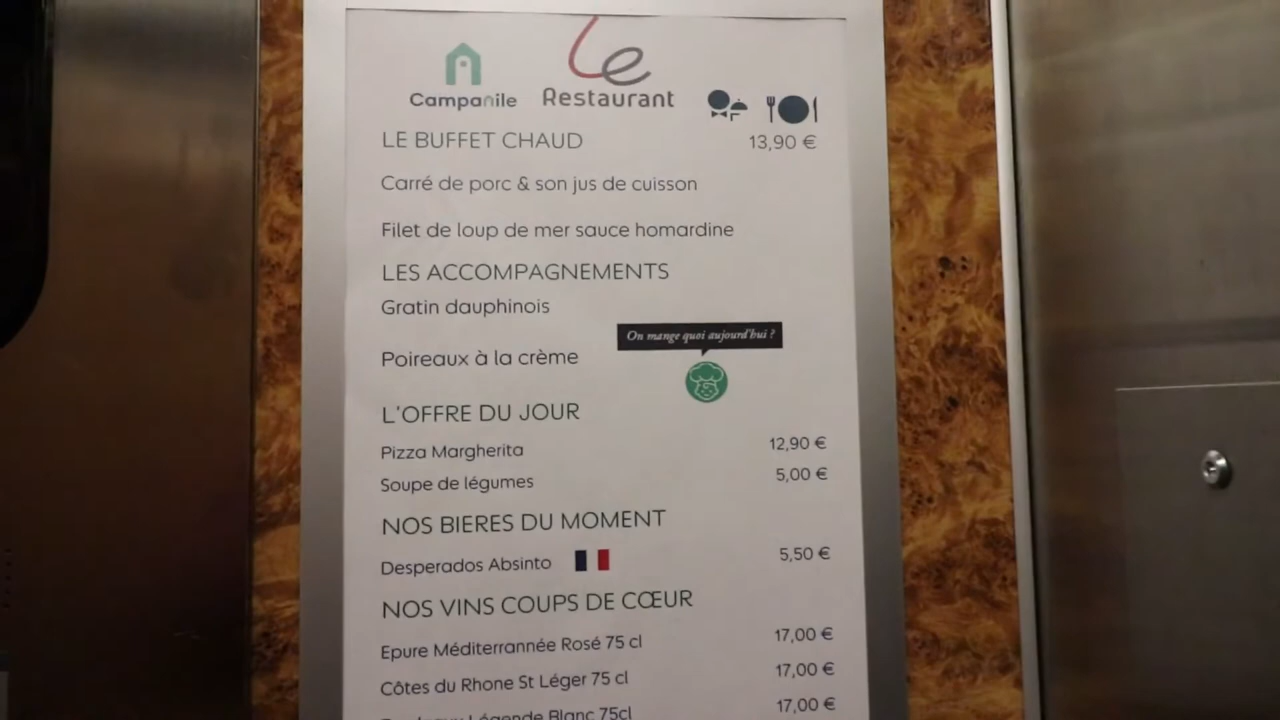 Le
Campanile Restaurant
LE BUFFET CHAUD 13,90 €
Carré de porc & son jus de cuisson
Filet de loup de mer sauce homardine
LES ACCOMPAGNEMENTS
Gratin dauphinois
On mange quoi aujourd'hui ?
Poireaux à la crème
L'OFFRE DU JOUR
Pizza Margherita 12,90 €
Soupe de légumes 5,00 €
NOS BIERES DU MOMENT
Desperados Absinto 5,50 €
NOS VINS COUPS DE CŒUR
Epure Méditerrannée Rosé 75 cl 17,00 €
Côtes du Rhone St Léger 75 cl 17,00 €
Légende Blanc 75cl 17,00 €